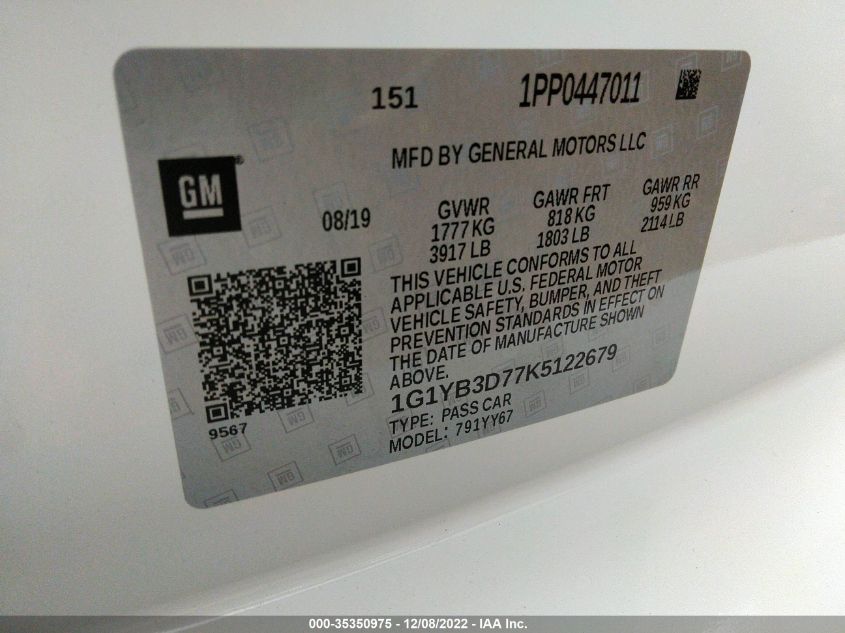 151 1PP0447011
MFD BY GENERAL MOTORS LLC
GM®
08/19
GVWR GAWR FRT GAWR RR
1777 KG 818 KG 959 KG
3917 LB 1803 LB 2114 LB
THIS VEHICLE CONFORMS TO ALL
APPLICABLE U.S. FEDERAL MOTOR
VEHICLE SAFETY, BUMPER, AND THEFT
PREVENTION STANDARDS IN EFFECT ON
THE DATE OF MANUFACTURE SHOWN
ABOVE.
1G1YB3D77K5122679
TYPE: PASS CAR
MODEL: 791YY67
9567
000-35350975 - 12/08/2022 - IAA Inc.